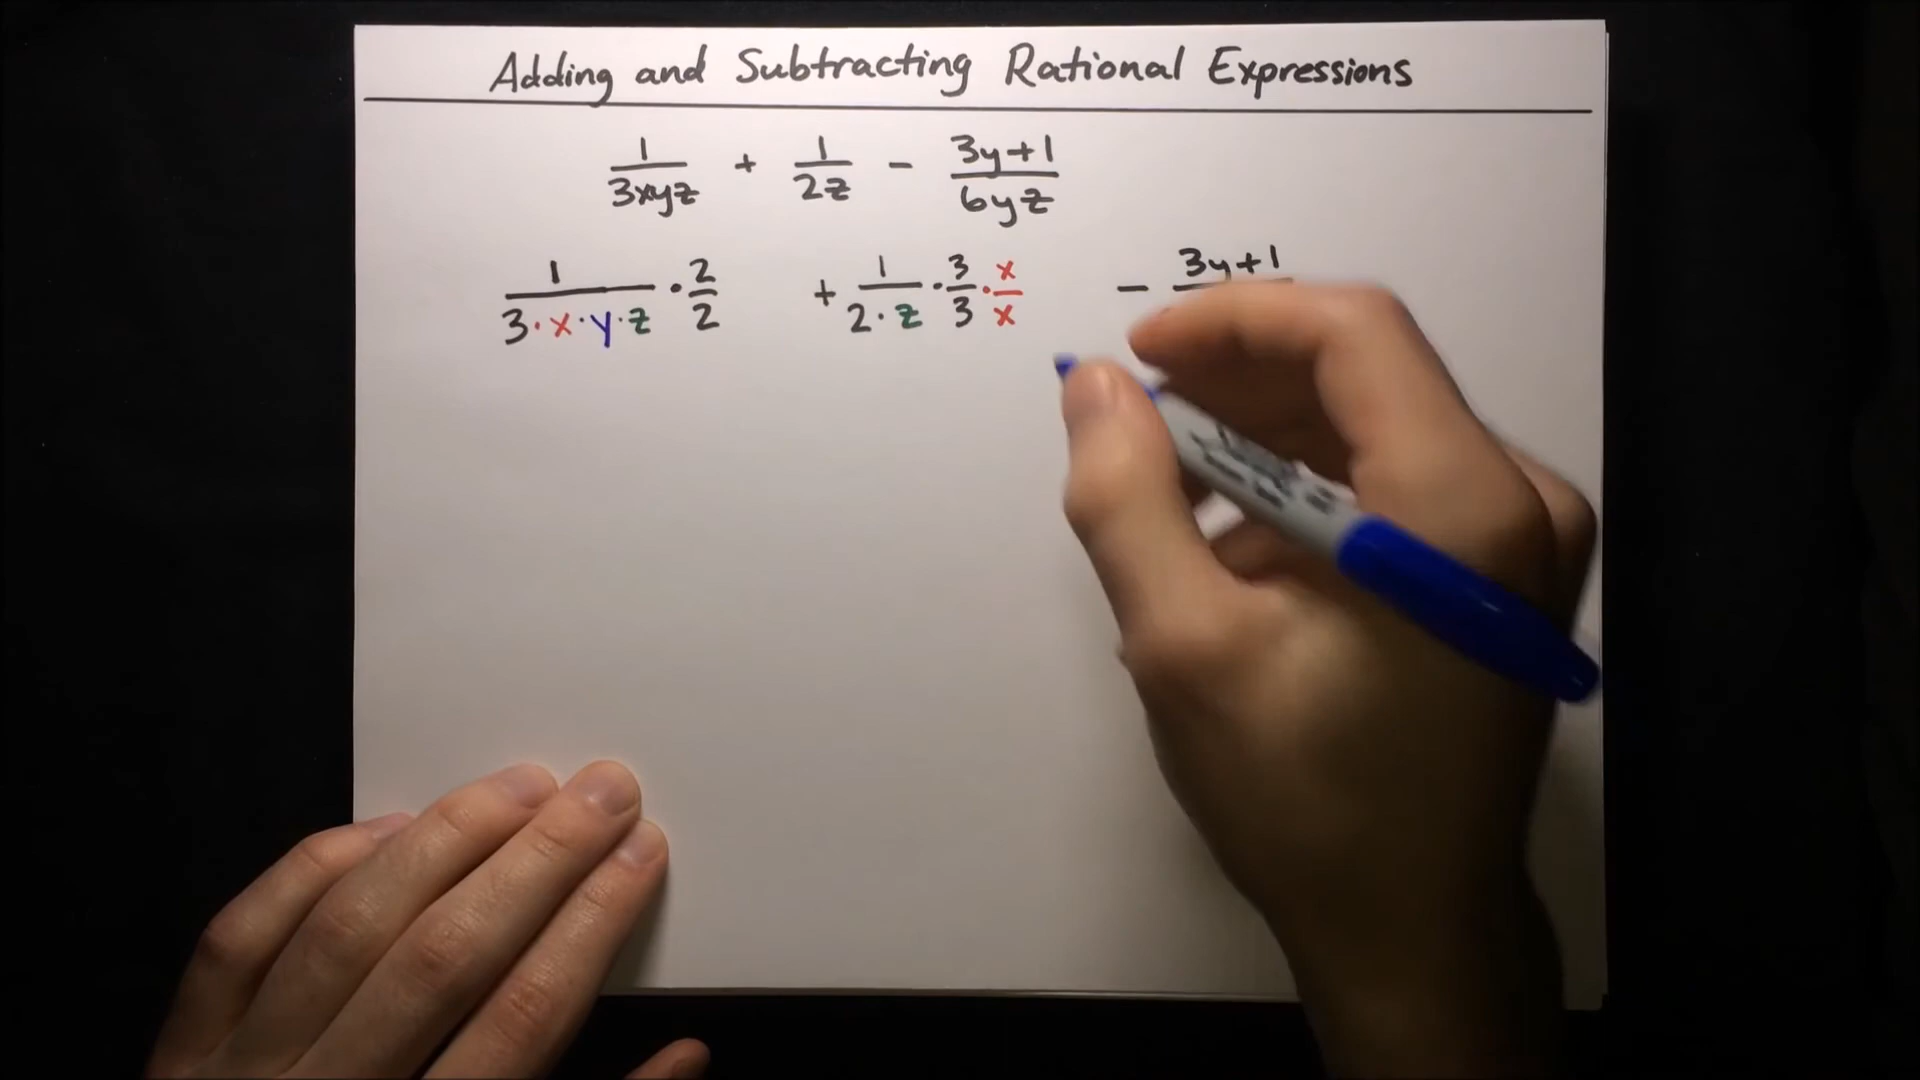 Adding and Subtracting Rational Expressions
1/3xyz + 1/2z - 3y+1/6yz
1/3·x·y·z · 2/2 + 1/2·z · 3/3 · x/x - 3y+1